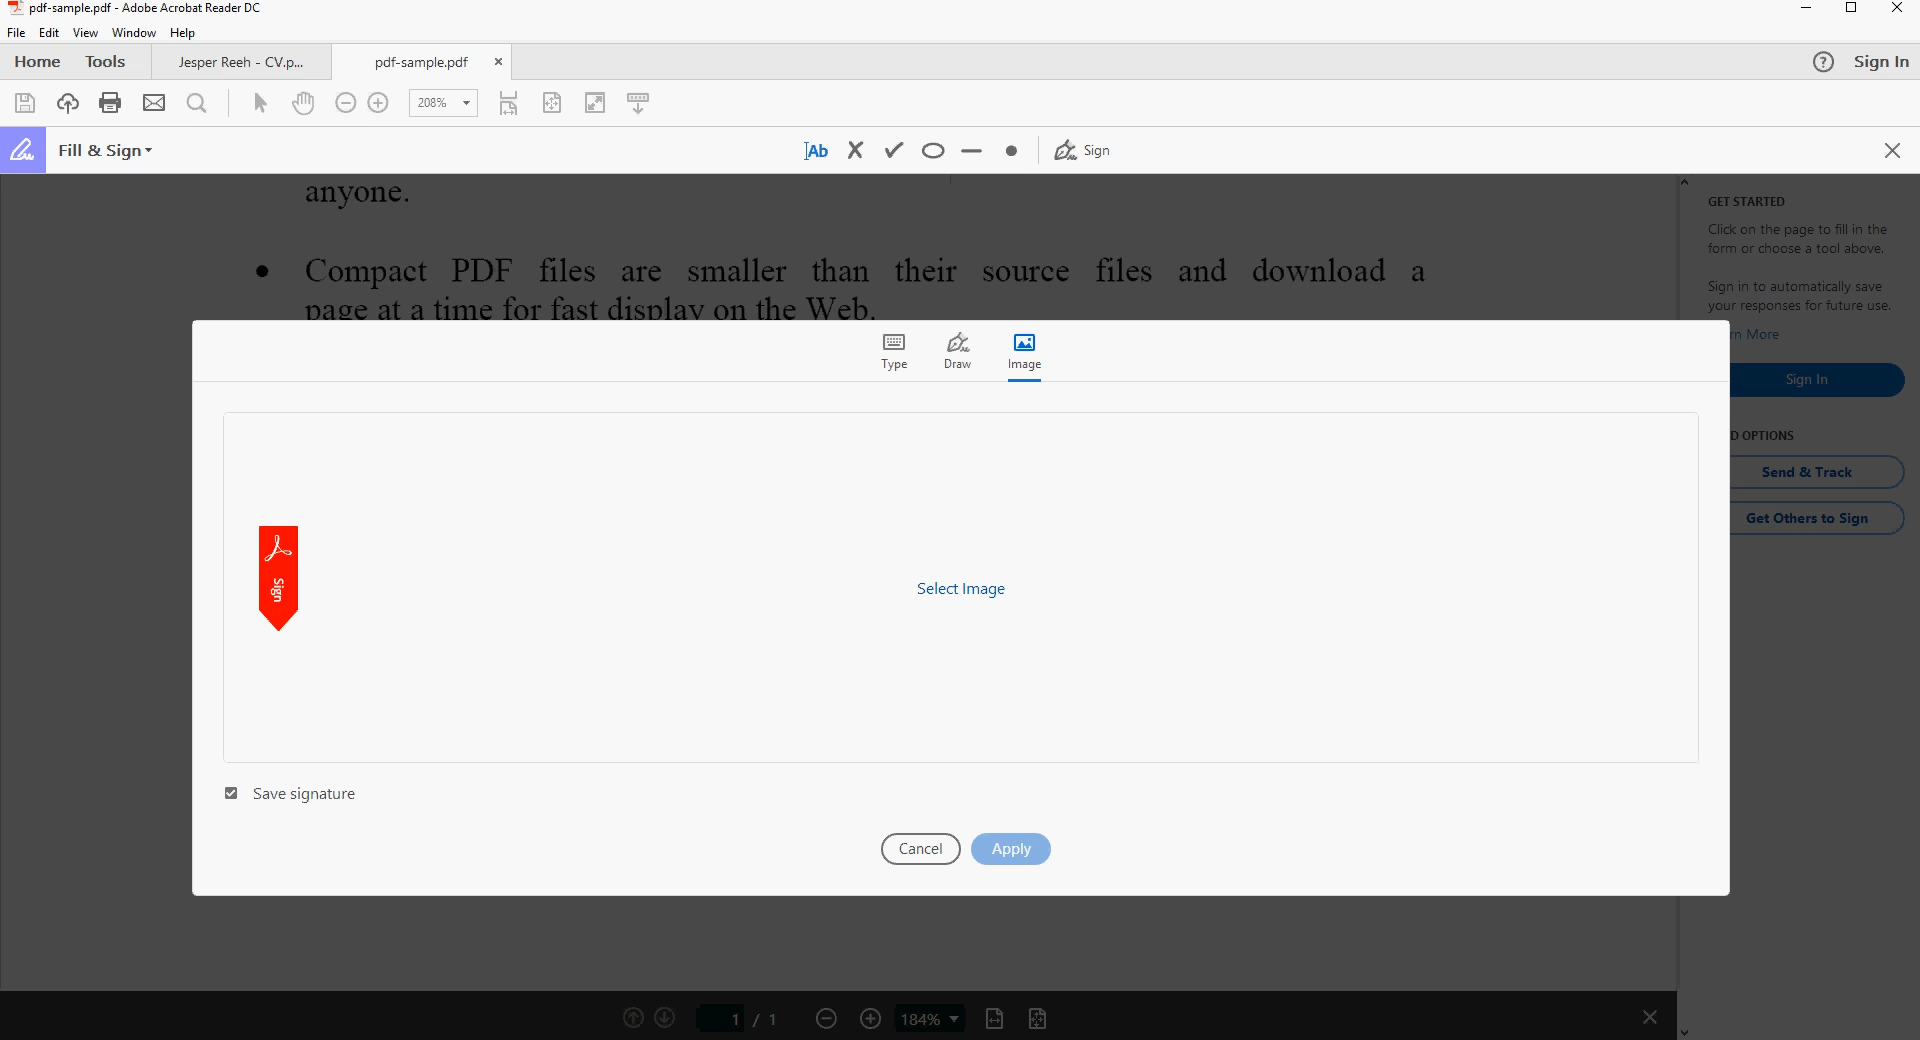 pdf-sample.pdf - Adobe Acrobat Reader DC
File Edit View Window Help
Home Tools Jesper Reeh - CV.p... pdf-sample.pdf × ? Sign In
208%
Fill & Sign Ab Sign
anyone.
• Compact PDF files are smaller than their source files and download a
page at a time for fast display on the Web.
GET STARTED
Click on the page to fill in the
form or choose a tool above.
Sign in to automatically save
your responses for future use.
n More
Sign In
D OPTIONS
Send & Track
Get Others to Sign
Type Draw Image
Sign
Select Image
Save signature
Cancel Apply
1 / 1 184%